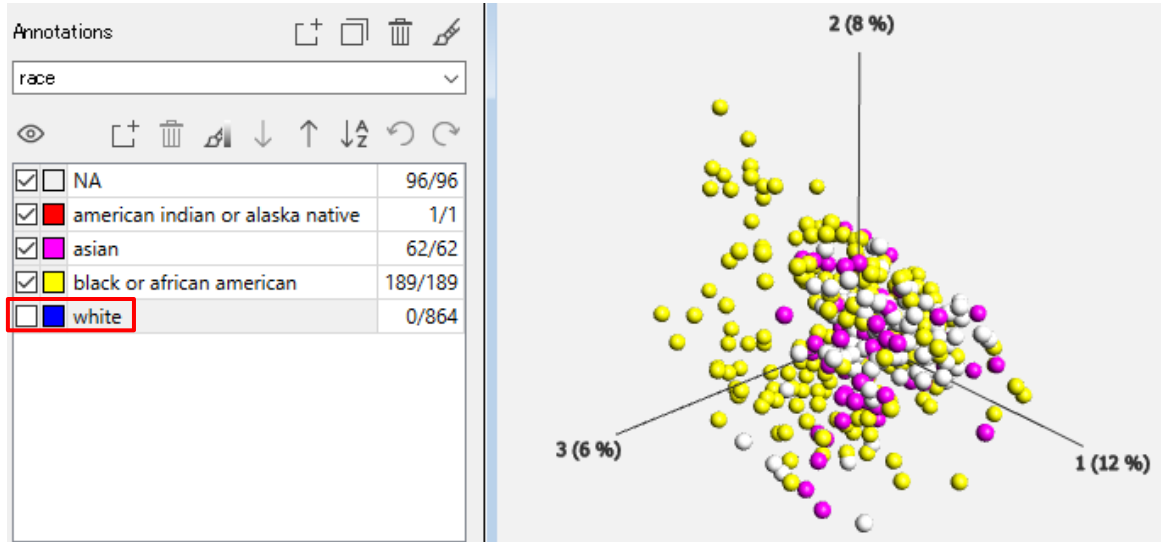 Annotations
race
NA 96/96
american indian or alaska native 1/1
asian 62/62
black or african american 189/189
white 0/864
2 (8 %)
3 (6 %)
1 (12 %)